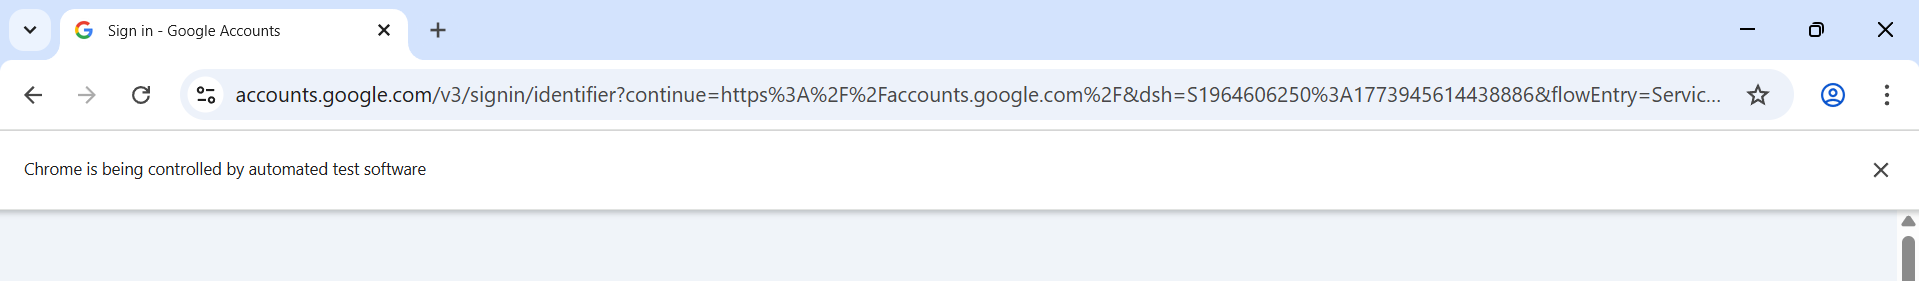 Sign in - Google Accounts
accounts.google.com/v3/signin/identifier?continue=https%3A%2F%2Faccounts.google.com%2F&dsh=S1964606250%3A1773945614438886&flowEntry=Servic...
Chrome is being controlled by automated test software